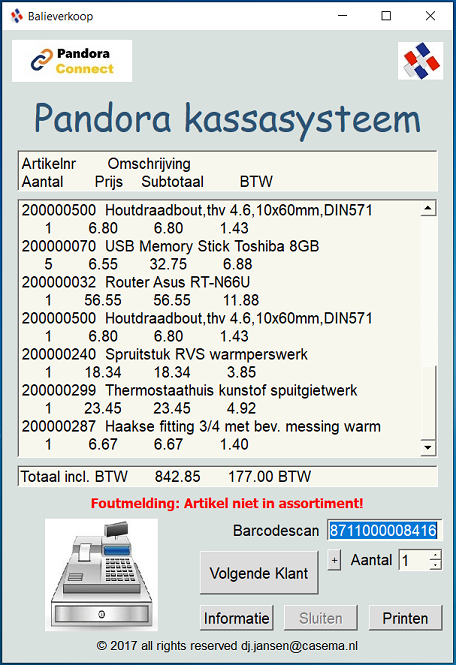 Balieverkoop
Pandora
Connect
Pandora kassasysteem
Artikelnr Omschrijving
Aantal Prijs Subtotaal BTW
200000500 Houtdraadbout,thv 4.6,10x60mm,DIN571
1 6.80 6.80 1.43
200000070 USB Memory Stick Toshiba 8GB
5 6.55 32.75 6.88
200000032 Router Asus RT-N66U
1 56.55 56.55 11.88
200000500 Houtdraadbout,thv 4.6,10x60mm,DIN571
1 6.80 6.80 1.43
200000240 Spruitstuk RVS warmperswerk
1 18.34 18.34 3.85
200000299 Thermostaathuis kunstof spuitgietwerk
1 23.45 23.45 4.92
200000287 Haakse fitting 3/4 met bev. messing warm
1 6.67 6.67 1.40
Totaal incl. BTW 842.85 177.00 BTW
Foutmelding: Artikel niet in assortiment!
Barcodescan 8711000008416
Volgende Klant + Aantal 1
Informatie Sluiten Printen
© 2017 all rights reserved dj.jansen@casema.nl